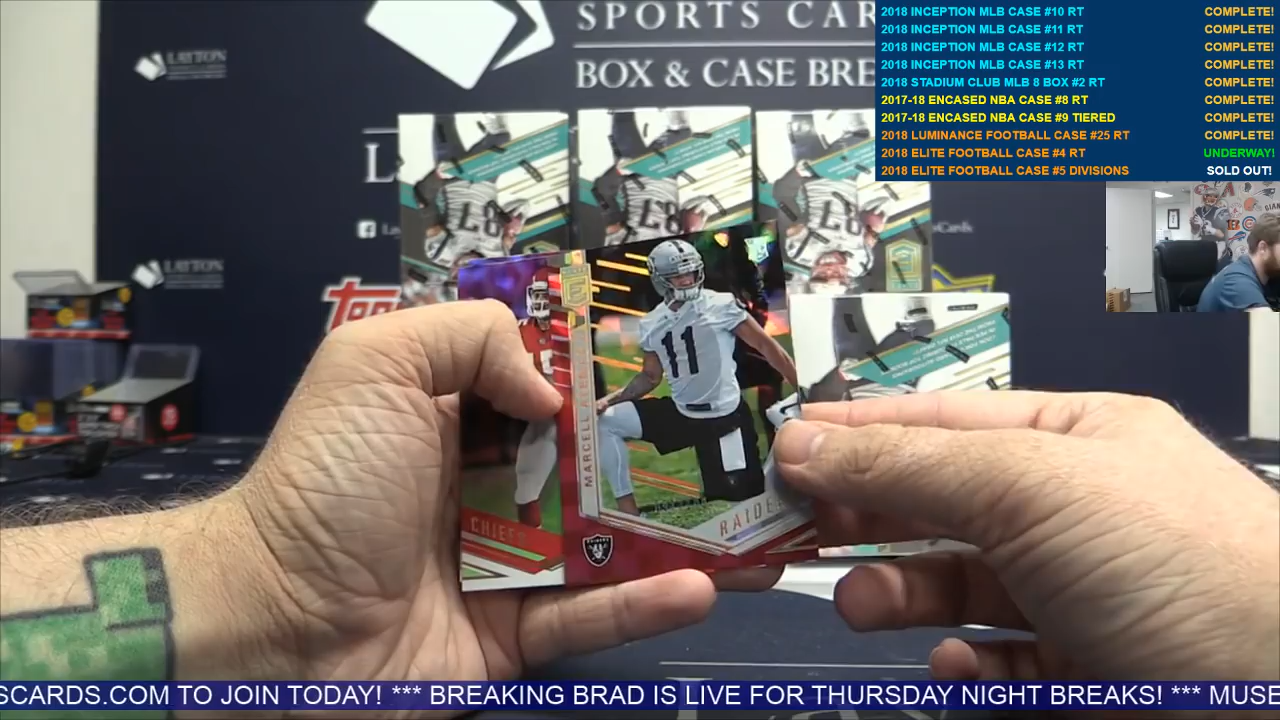 SPORTS CAR
BOX & CASE BRE
LAYTON
LAYTON
2018 INCEPTION MLB CASE #10 RT COMPLETE!
2018 INCEPTION MLB CASE #11 RT COMPLETE!
2018 INCEPTION MLB CASE #12 RT COMPLETE!
2018 INCEPTION MLB CASE #13 RT COMPLETE!
2018 STADIUM CLUB MLB 8 BOX #2 RT COMPLETE!
2017-18 ENCASED NBA CASE #8 RT COMPLETE!
2017-18 ENCASED NBA CASE #9 TIERED COMPLETE!
2018 LUMINANCE FOOTBALL CASE #25 RT COMPLETE!
2018 ELITE FOOTBALL CASE #4 RT UNDERWAY!
2018 ELITE FOOTBALL CASE #5 DIVISIONS SOLD OUT!
87
87
87
11
MARCELL
CHIEFS
RAIDE
SCARDS.COM TO JOIN TODAY! *** BREAKING BRAD IS LIVE FOR THURSDAY NIGHT BREAKS! *** MUSE